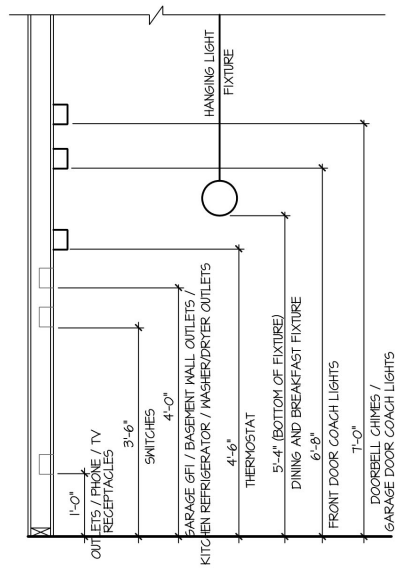 HANGING LIGHT
FIXTURE
1'-0"
OUTLETS / PHONE / TV
RECEPTACLES
3'-6"
SWITCHES
4'-0"
GARAGE GFI / BASEMENT WALL OUTLETS /
KITCHEN REFRIGERATOR / WASHER/DRYER OUTLETS
4'-6"
THERMOSTAT
5'-4" (BOTTOM OF FIXTURE)
DINING AND BREAKFAST FIXTURE
6'-8"
FRONT DOOR COACH LIGHTS
7'-0"
DOORBELL CHIMES /
GARAGE DOOR COACH LIGHTS